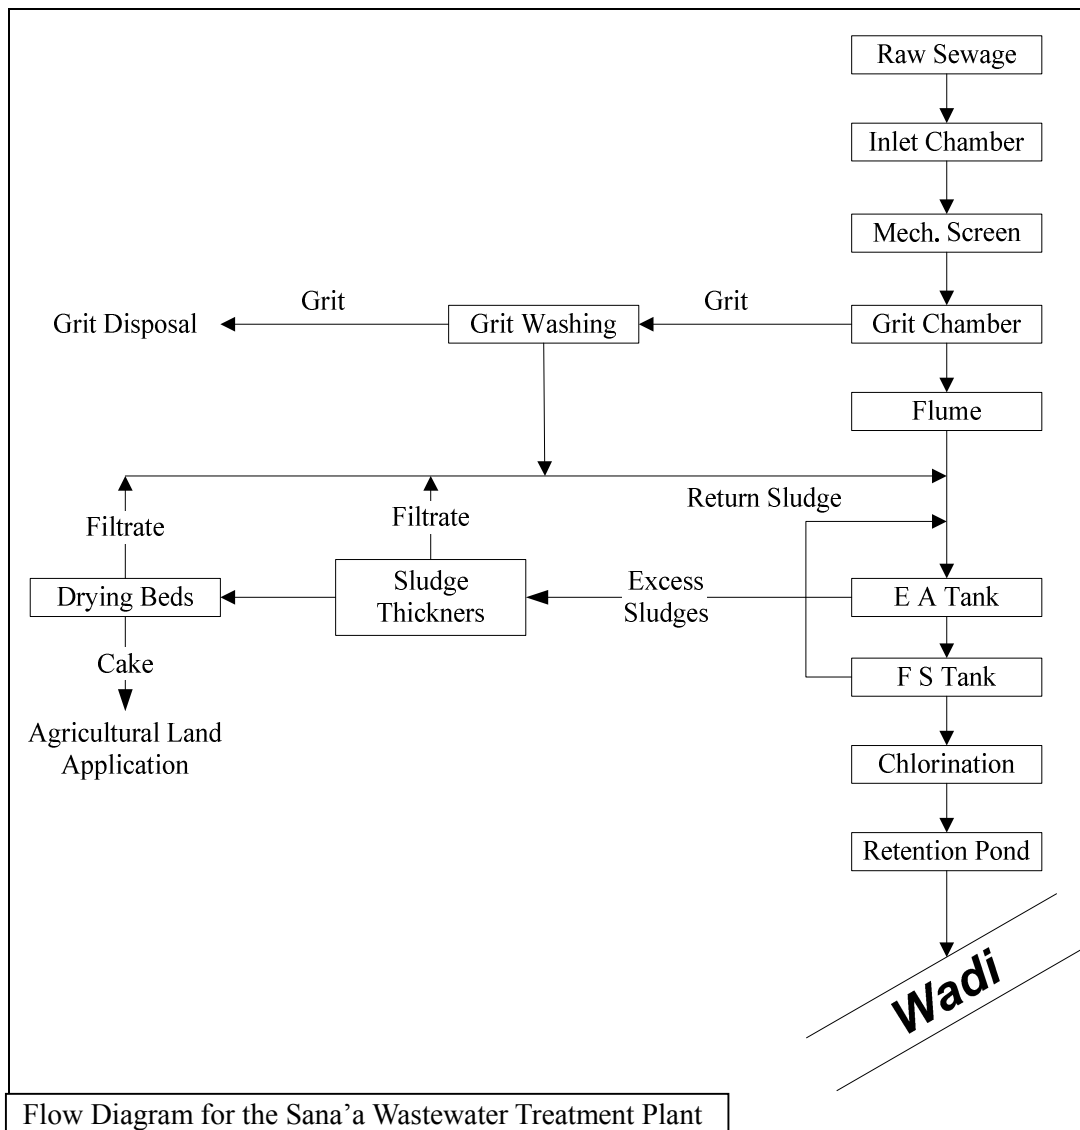 Raw Sewage
Inlet Chamber
Mech. Screen
Grit Disposal
Grit
Grit Washing
Grit
Grit Chamber
Flume
Return Sludge
Filtrate
Filtrate
Drying Beds
Sludge
Thickners
Excess
Sludges
E A Tank
Cake
F S Tank
Agricultural Land
Application
Chlorination
Retention Pond
Wadi
Flow Diagram for the Sana’a Wastewater Treatment Plant